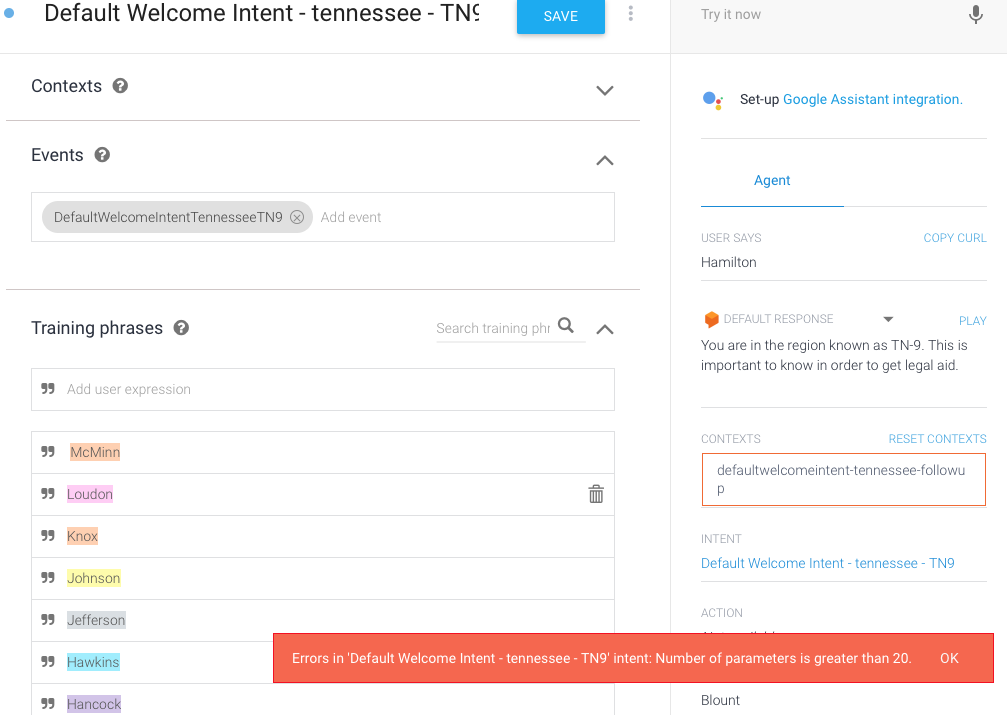 Default Welcome Intent - tennessee - TN9
SAVE
Contexts
Events
DefaultWelcomeIntentTennesseeTN9
Add event
Training phrases
Search training phr
Add user expression
McMinn
Loudon
Knox
Johnson
Jefferson
Hawkins
Hancock
Try it now
Set-up Google Assistant integration.
Agent
USER SAYS
COPY CURL
Hamilton
DEFAULT RESPONSE
PLAY
You are in the region known as TN-9. This is
important to know in order to get legal aid.
CONTEXTS
RESET CONTEXTS
defaultwelcomeintent-tennessee-followu
p
INTENT
Default Welcome Intent - tennessee - TN9
ACTION
Errors in 'Default Welcome Intent - tennessee - TN9' intent: Number of parameters is greater than 20.
OK
Blount